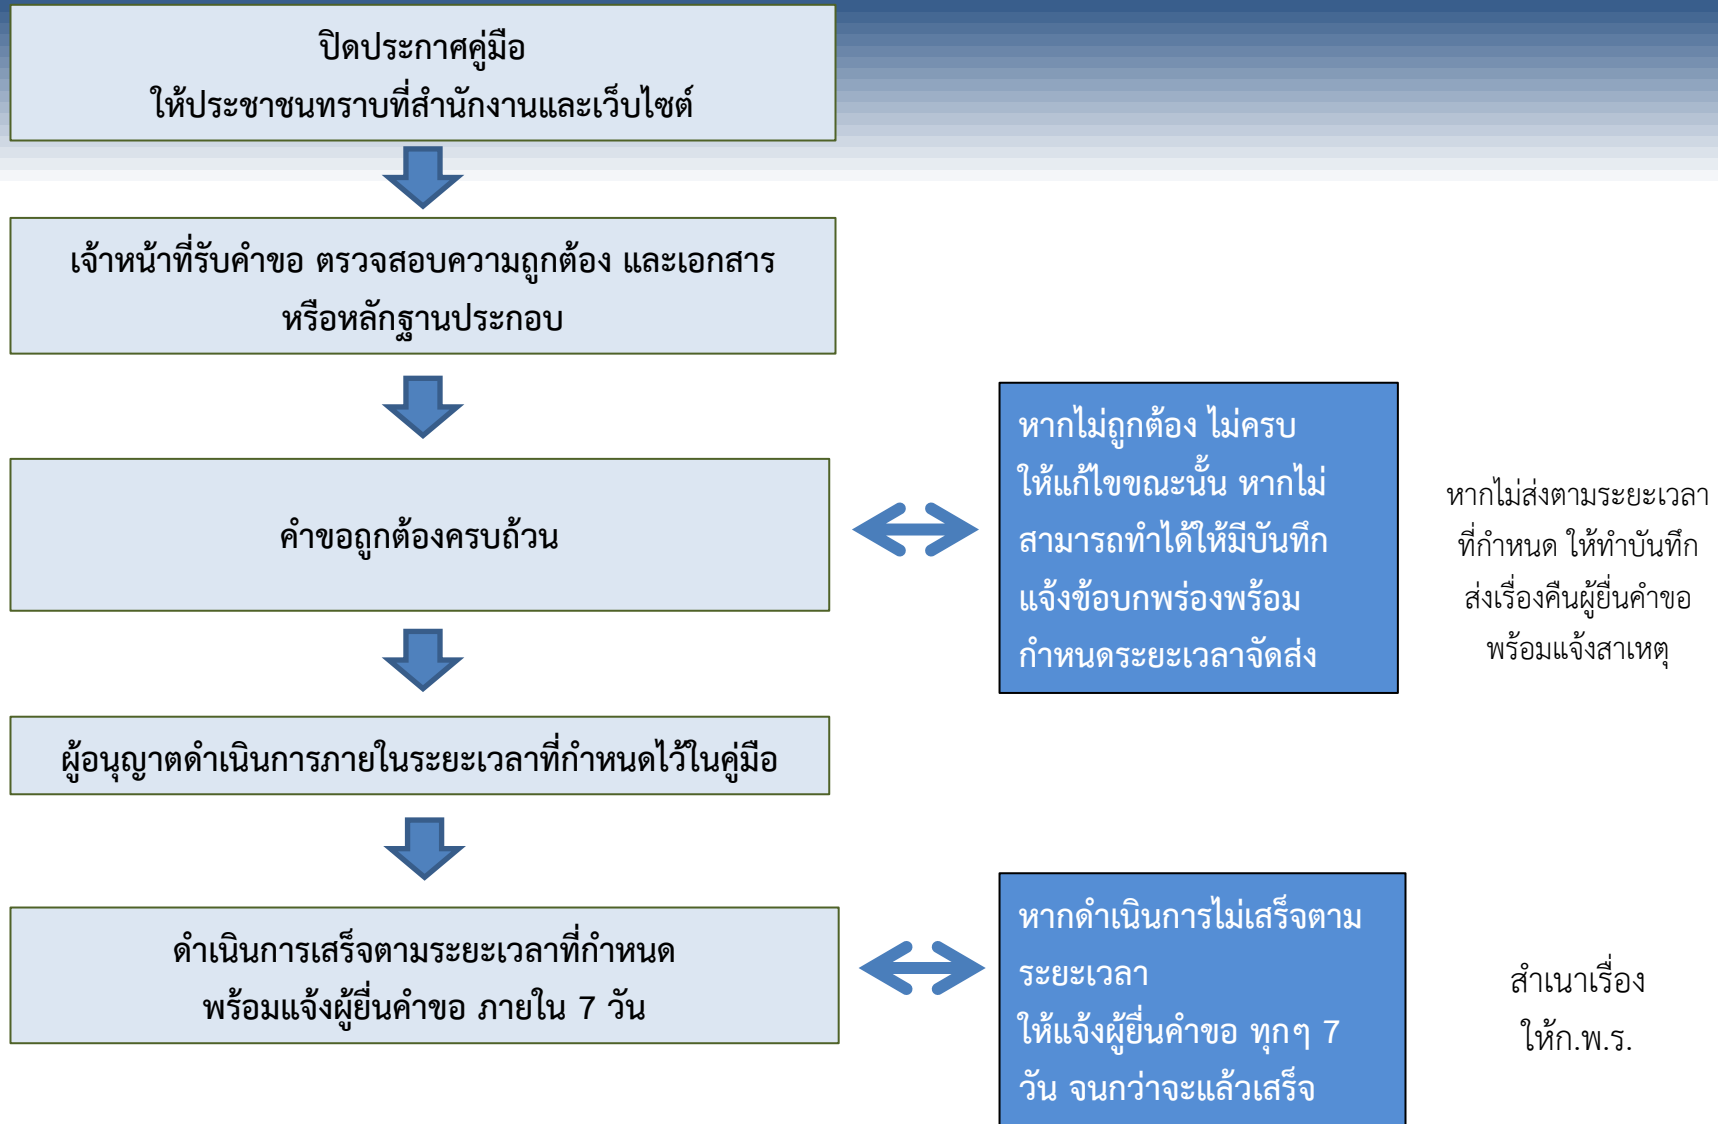 ปิดประกาศคู่มือ
ให้ประชาชนทราบที่สำนักงานและเว็บไซต์
เจ้าหน้าที่รับคำขอ ตรวจสอบความถูกต้อง และเอกสาร
หรือหลักฐานประกอบ
คำขอถูกต้องครบถ้วน
หากไม่ถูกต้อง ไม่ครบ
ให้แก้ไขขณะนั้น หากไม่
สามารถทำได้ให้มีบันทึก
แจ้งข้อบกพร่องพร้อม
กำหนดระยะเวลาจัดส่ง
หากไม่ส่งตามระยะเวลา
ที่กำหนด ให้ทำบันทึก
ส่งเรื่องคืนผู้ยื่นคำขอ
พร้อมแจ้งสาเหตุ
ผู้อนุญาตดำเนินการภายในระยะเวลาที่กำหนดไว้ในคู่มือ
ดำเนินการเสร็จตามระยะเวลาที่กำหนด
พร้อมแจ้งผู้ยื่นคำขอ ภายใน 7 วัน
หากดำเนินการไม่เสร็จตาม
ระยะเวลา
ให้แจ้งผู้ยื่นคำขอ ทุกๆ 7
วัน จนกว่าจะแล้วเสร็จ
สำเนาเรื่อง
ให้ก.พ.ร.